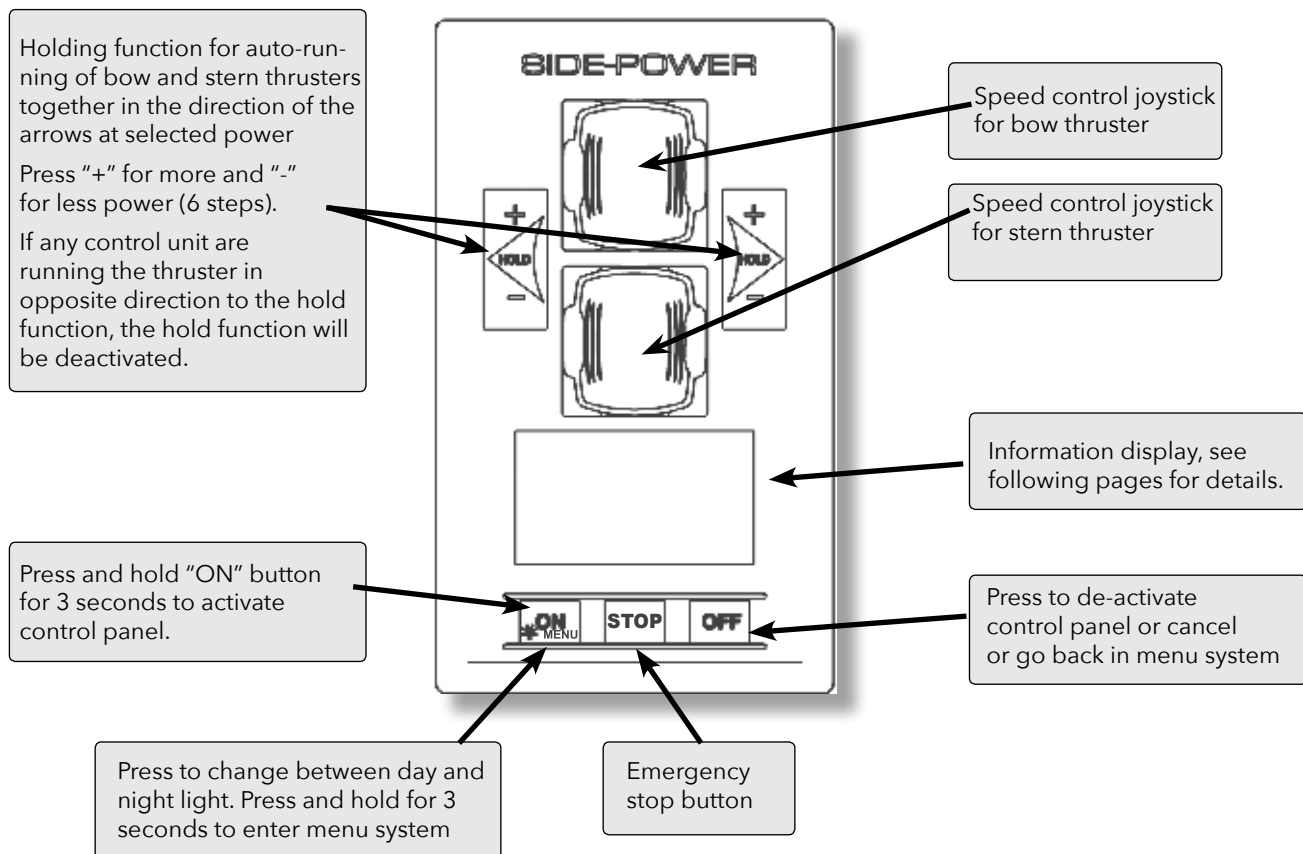 Holding function for auto-run-
ning of bow and stern thrusters
together in the direction of the
arrows at selected power
Press “+” for more and “-”
for less power (6 steps).
If any control unit are
running the thruster in
opposite direction to the hold
function, the hold function will
be deactivated.
SIDE-POWER
Speed control joystick
for bow thruster
Speed control joystick
for stern thruster
+
HOLD
-
+
HOLD
-
Information display, see
following pages for details.
Press and hold “ON” button
for 3 seconds to activate
control panel.
ON
MENU
STOP
OFF
Press to de-activate
control panel or cancel
or go back in menu system
Press to change between day and
night light. Press and hold for 3
seconds to enter menu system
Emergency
stop button